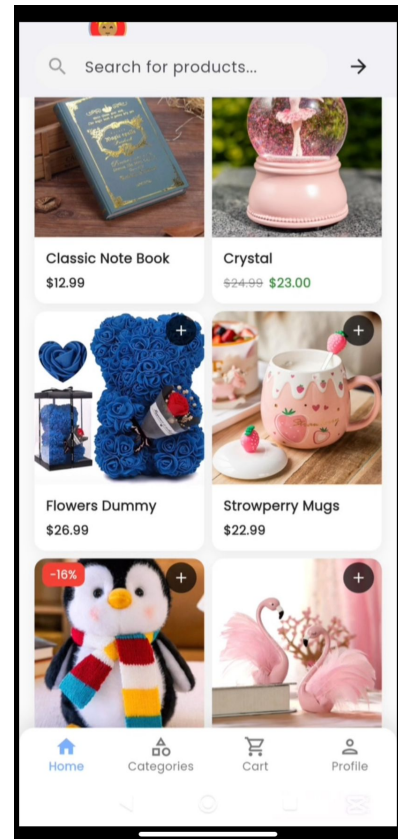 Search for products...
Classic Note Book
$12.99
Crystal
$24.99 $23.00
Flowers Dummy
$26.99
Strowperry Mugs
$22.99
-16%
Home
Categories
Cart
Profile